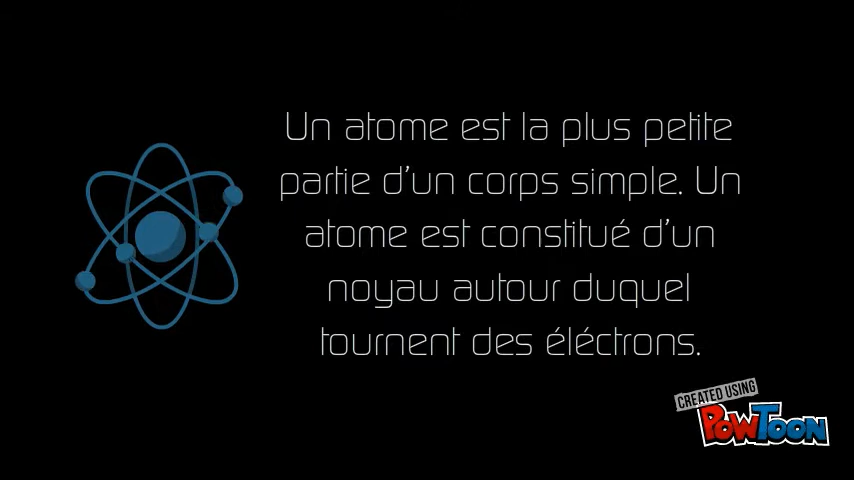 Un atome est la plus petite
partie d'un corps simple. Un
atome est constitué d'un
noyau autour duquel
tournent des éléctrons.
CREATED USING
POWTOON